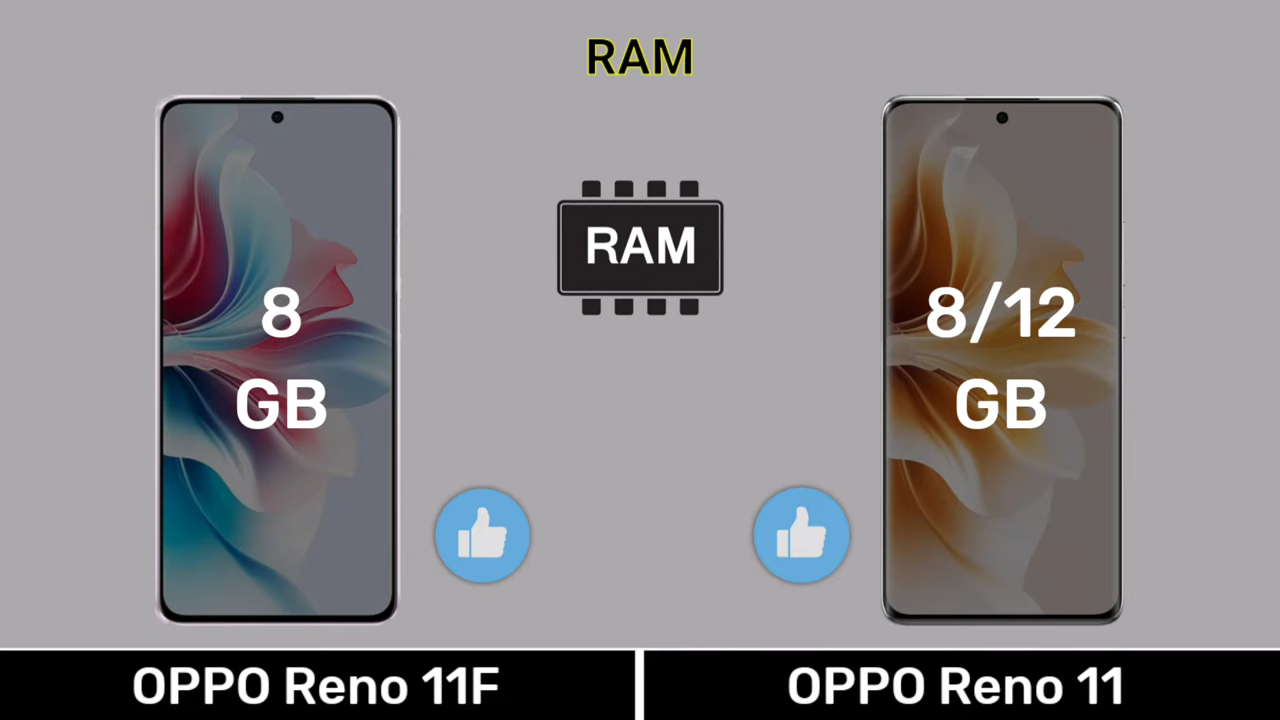 RAM
RAM
8
GB
8/12
GB
OPPO Reno 11F
OPPO Reno 11